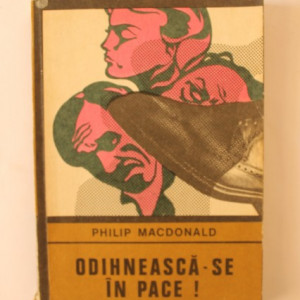 PHILIP MACDONALD
ODIHNEASCĂ-SE
ÎN PACE !